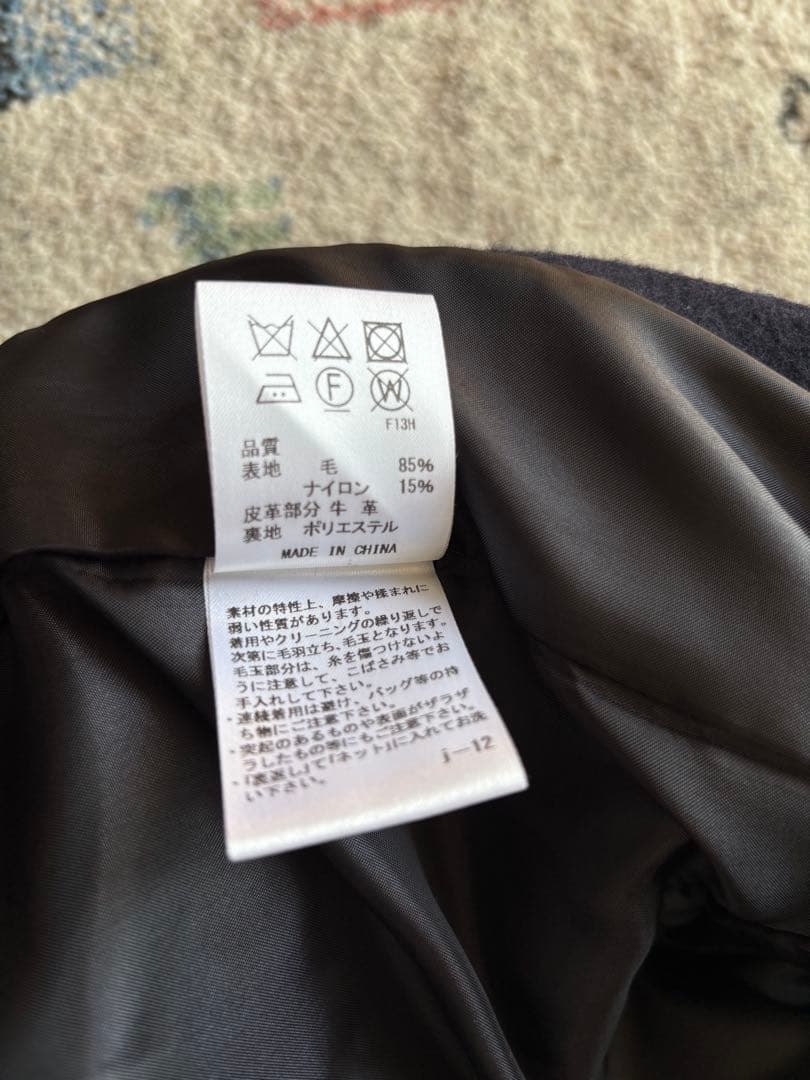 F
W
F13H
品質
表地 毛 85%
ナイロン 15%
皮革部分 牛 革
裏地 ポリエステル
MADE IN CHINA
素材の特性上、摩擦や揉まれに
弱い性質があります。
着用やクリーニングの繰り返しで
次第に毛羽立ち、毛玉となります。
毛玉部分は、糸を傷つけないよ
うに注意して、こばさみ等でお
手入れして下さい。
・連続着用は避け、バッグ等の持
ち物にご注意下さい。
・突起のあるものや表面がザラザ
ラしたもの等にもご注意下さい。
・「裏返し」で「ネット」に入れてお洗
い下さい。
j-12